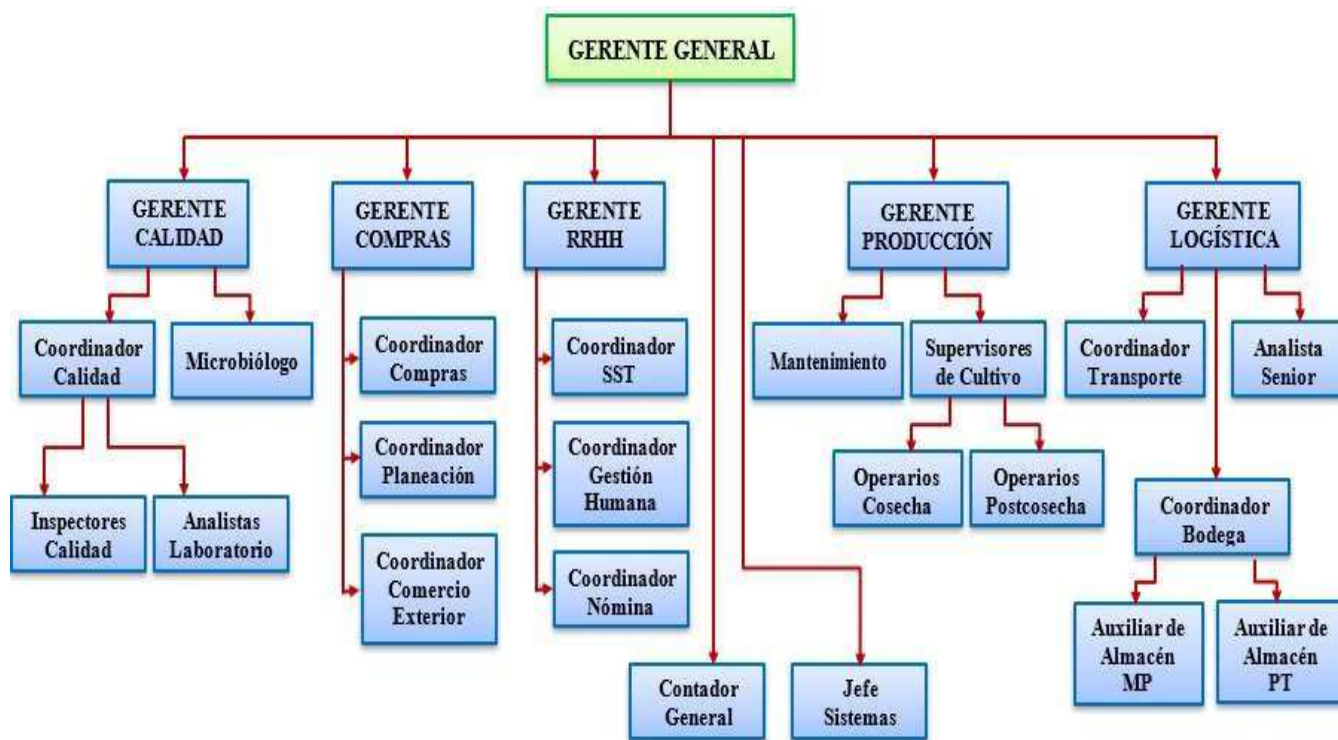 GERENTE GENERAL
GERENTE
CALIDAD
GERENTE
COMPRAS
GERENTE
RRHH
GERENTE
PRODUCCIÓN
GERENTE
LOGÍSTICA
Coordinador
Calidad
Microbiólogo
Coordinador
Compras
Coordinador
SST
Mantenimiento
Supervisores
de Cultivo
Coordinador
Transporte
Analista
Senior
Coordinador
Planeación
Coordinador
Gestión
Humana
Operarios
Cosecha
Operarios
Postcosecha
Inspectores
Calidad
Analistas
Laboratorio
Coordinador
Bodega
Coordinador
Comercio
Exterior
Coordinador
Nómina
Auxiliar de
Almacén
MP
Auxiliar de
Almacén
PT
Contador
General
Jefe
Sistemas